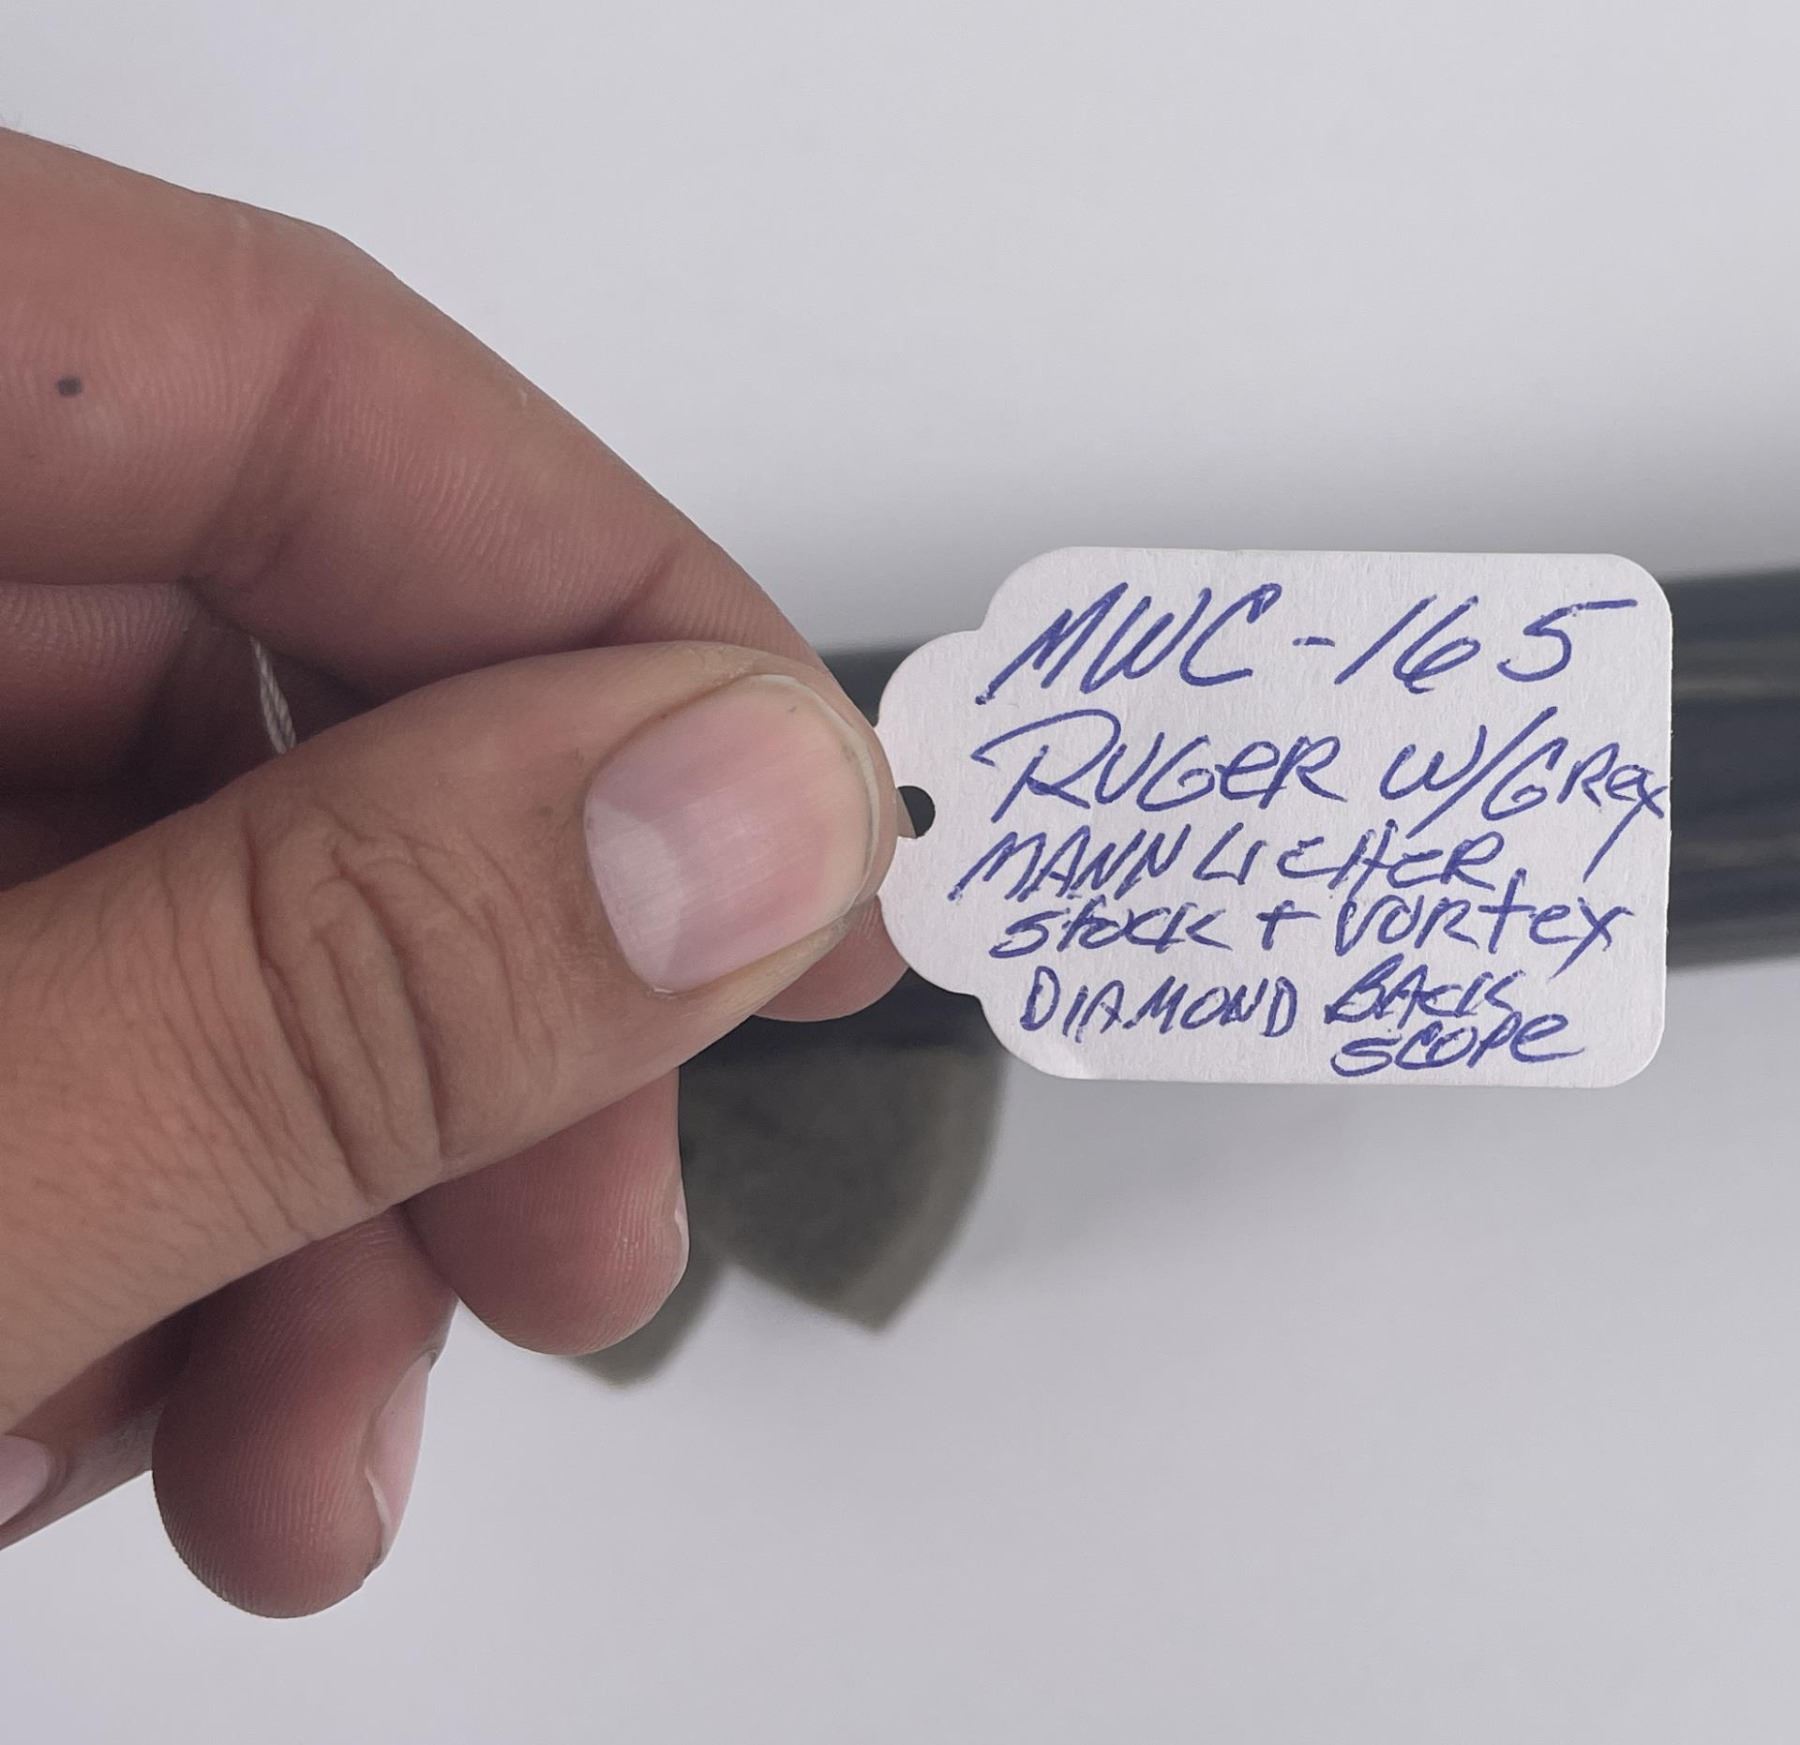 MWC-165
RUGeR W/GRey
MANNLICHER
Stock + VORtex
DIAMOND BACK
SCOPe